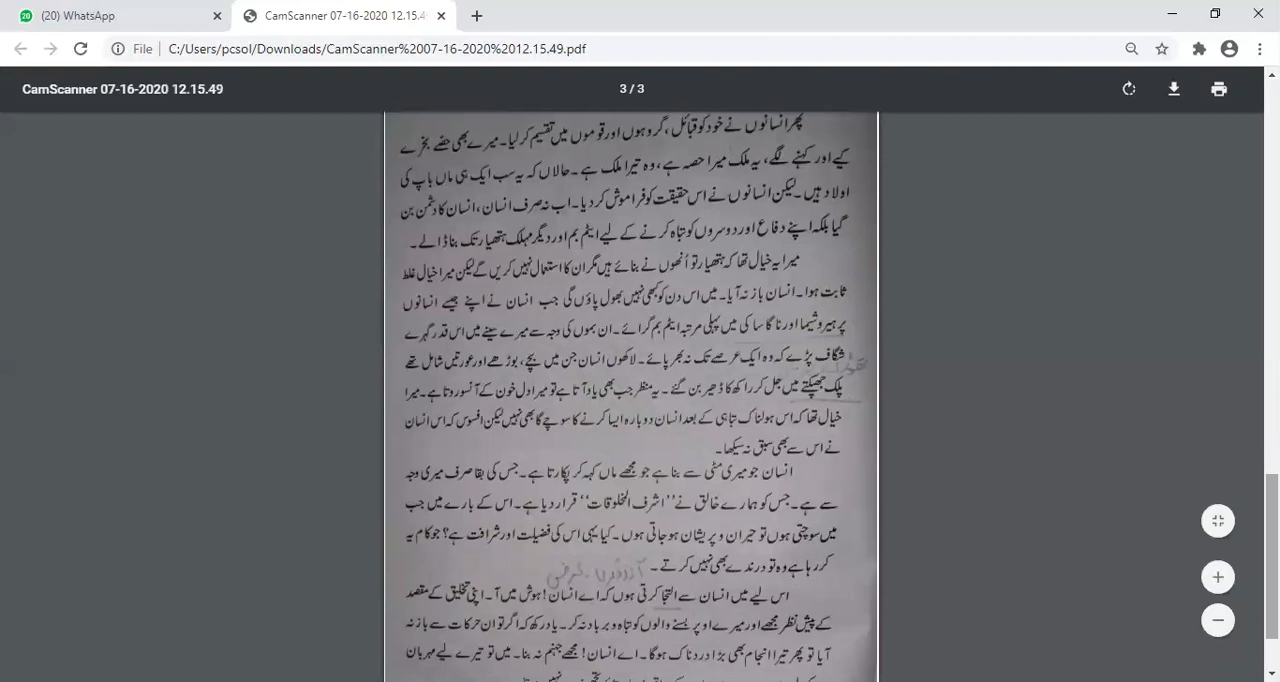 20
(20) WhatsApp
CamScanner 07-16-2020 12.15.4
File
C:/Users/pcsol/Downloads/CamScanner%2007-16-2020%2012.15.49.pdf
CamScanner 07-16-2020 12.15.49
3 / 3
پھر انسانوں نے خود کو قبائل، گروہوں اور قوموں میں تقسیم کر لیا۔ میرے بھی حصّے بخرے
کیے اور کہنے لگے، یہ ملک میرا حصہ ہے، وہ تیرا ملک ہے۔ حالاں کہ یہ سب ایک ہی ماں باپ کی
اولاد ہیں۔ لیکن انسانوں نے اس حقیقت کو فراموش کر دیا۔ اب نہ صرف انسان، انسان کا دشمن بن
گیا بلکہ اپنے دفاع اور دوسروں کو تباہ کرنے کے لیے ایٹم بم اور دیگر مہلک ہتھیار تک بنا ڈالے۔
میرا یہ خیال تھا کہ ہتھیار تو اُنھوں نے بنائے ہیں مگر ان کا استعمال نہیں کریں گے لیکن میرا خیال غلط
ثابت ہوا۔ انسان باز نہ آیا۔ میں اس دن کو کبھی نہیں بھول پاؤں گی جب انسان نے اپنے جیسے انسانوں
پر ہیروشیما اور ناگاساکی میں پہلی مرتبہ ایٹم بم گرائے۔ ان بموں کی وجہ سے میرے سینے میں اس قدر گہرے
شگاف پڑے کہ وہ ایک عرصے تک نہ بھر پائے۔ لاکھوں انسان جن میں بچے، بوڑھے اور عورتیں شامل تھے
پلک جھپکتے میں جل کر راکھ کا ڈھیر بن گئے۔ یہ منظر جب بھی یاد آتا ہے تو میرا دل خون کے آنسو روتا ہے۔ میرا
خیال تھا کہ اس ہولناک تباہی کے بعد انسان دوبارہ ایسا کرنے کا سوچے گا بھی نہیں لیکن افسوس کہ اس انسان
نے اس سے بھی سبق نہ سیکھا۔
انسان جو میری مٹی سے بنا ہے جو مجھے ماں کہہ کر پکارتا ہے۔ جس کی بقا صرف میری وجہ
سے ہے۔ جس کو ہمارے خالق نے ”اشرف المخلوقات“ قرار دیا ہے۔ اس کے بارے میں جب
میں سوچتی ہوں تو حیران و پریشان ہو جاتی ہوں۔ کیا یہی اس کی فضیلت اور شرافت ہے؟ جو کام یہ
کر رہا ہے وہ تو درندے بھی نہیں کرتے۔
اس لیے میں انسان سے التجا کرتی ہوں کہ اے انسان! ہوش میں آ۔ اپنی تخلیق کے مقصد
کے پیشِ نظر مجھے اور میرے اوپر بسنے والوں کو تباہ و برباد نہ کر۔ یاد رکھ کہ اگر تو ان حرکات سے باز نہ
آیا تو پھر تیرا انجام بھی بڑا دردناک ہوگا۔ اے انسان! مجھے جہنم نہ بنا۔ میں تو تیرے لیے مہربان